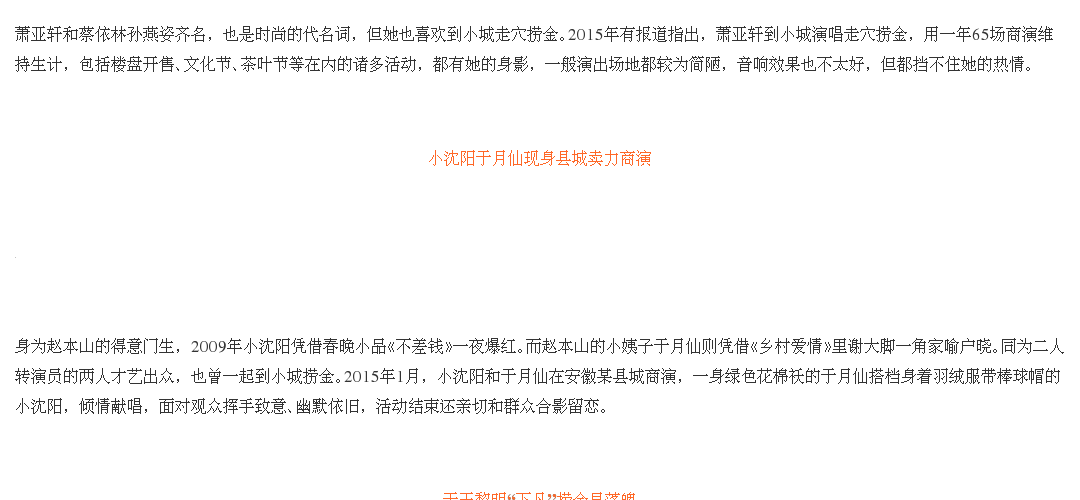 萧亚轩和蔡依林孙燕姿齐名，也是时尚的代名词，但她也喜欢到小城走穴捞金。2015年有报道指出，萧亚轩到小城演唱走穴捞金，用一年65场商演维
持生计，包括楼盘开售、文化节、茶叶节等在内的诸多活动，都有她的身影，一般演出场地都较为简陋，音响效果也不太好，但都挡不住她的热情。
小沈阳于月仙现身县城卖力商演
身为赵本山的得意门生，2009年小沈阳凭借春晚小品《不差钱》一夜爆红。而赵本山的小姨子于月仙则凭借《乡村爱情》里谢大脚一角家喻户晓。同为二人
转演员的两人才艺出众，也曾一起到小城捞金。2015年1月，小沈阳和于月仙在安徽某县城商演，一身绿色花棉袄的于月仙搭档身着羽绒服带棒球帽的
小沈阳，倾情献唱，面对观众挥手致意、幽默依旧，活动结束还亲切和群众合影留恋。
天王黎明“下凡”捞金显落魄